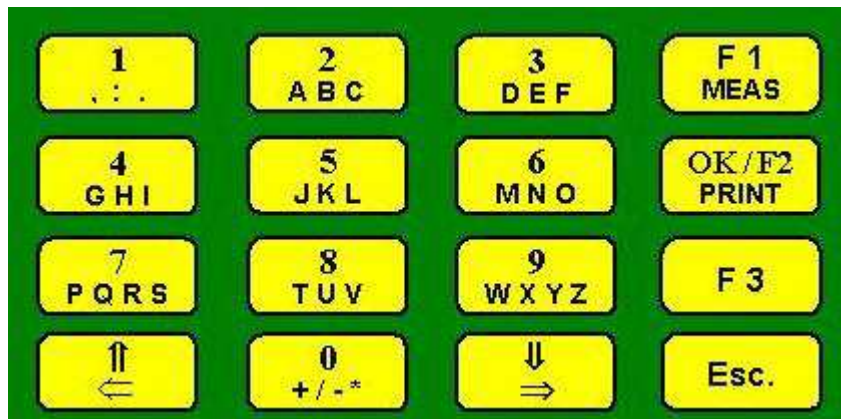 1 2 3 F 1
. : . A B C D E F MEAS
4 5 6 OK/F2
G H I J K L M N O PRINT
7 8 9 F 3
P Q R S T U V W X Y Z
⇑ 0 ⇓ Esc.
⇐ + / - * ⇒